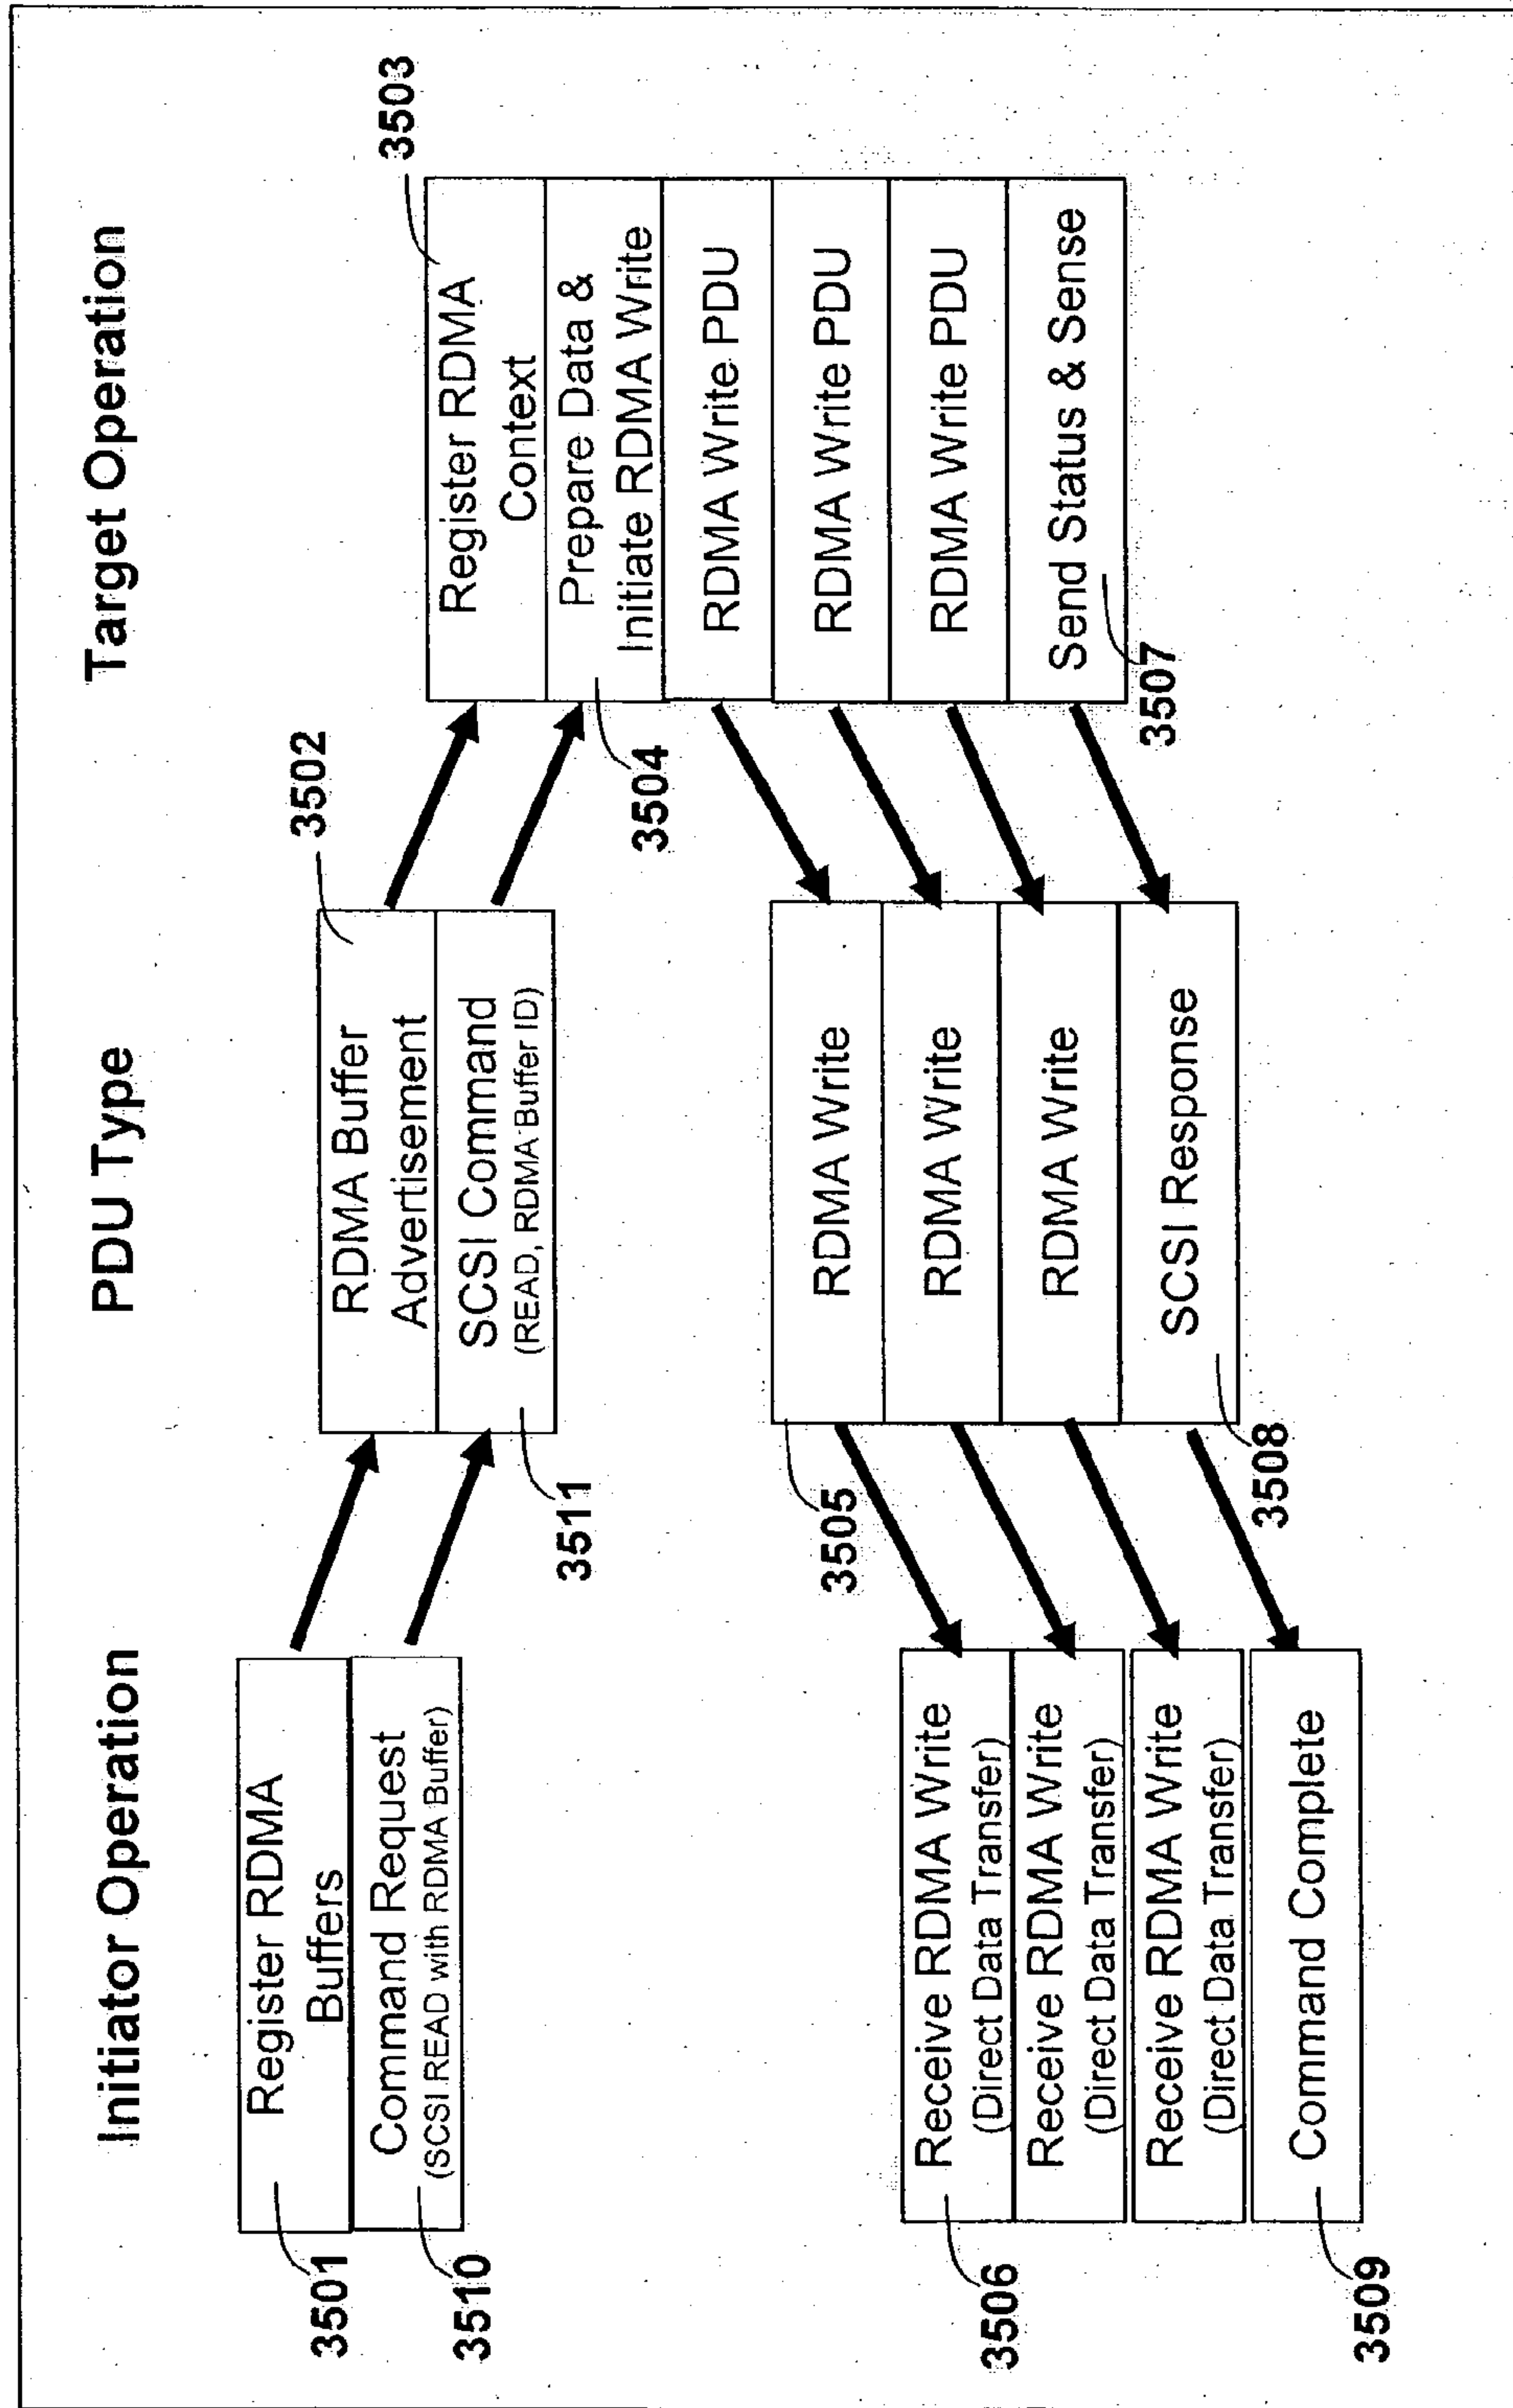 Initiator Operation
PDU Type
Target Operation
3501
Register RDMA
Buffers
3510
Command Request
(SCSI READ with RDMA Buffer)
3502
RDMA Buffer
Advertisement
SCSI Command
(READ, RDMA Buffer ID)
3511
3503
Register RDMA
Context
Prepare Data &
Initiate RDMA Write
3504
RDMA Write PDU
RDMA Write PDU
RDMA Write PDU
Send Status & Sense
3507
3505
RDMA Write
RDMA Write
RDMA Write
SCSI Response
3508
3506
Receive RDMA Write
(Direct Data Transfer)
Receive RDMA Write
(Direct Data Transfer)
Receive RDMA Write
(Direct Data Transfer)
Command Complete
3509